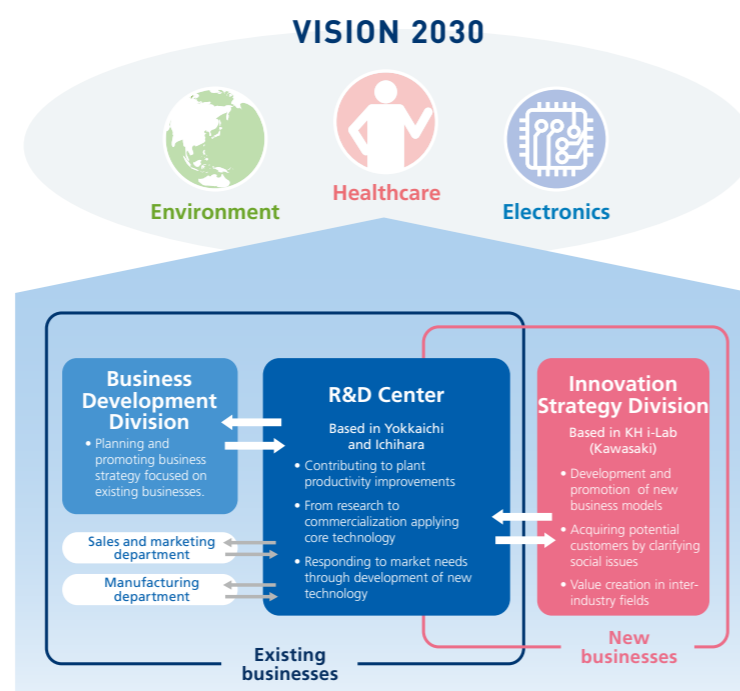 VISION 2030
Environment
Healthcare
Electronics
Business
Development
Division
• Planning and
promoting business
strategy focused on
existing businesses.
Sales and marketing
department
Manufacturing
department
R&D Center
Based in Yokkaichi
and Ichihara
• Contributing to plant
productivity improvements
• From research to
commercialization applying
core technology
• Responding to market needs
through development of new
technology
Innovation
Strategy Division
Based in KH i-Lab
(Kawasaki)
• Development and
promotion of new
business models
• Acquiring potential
customers by clarifying
social issues
• Value creation in inter-
industry fields
Existing
businesses
New
businesses